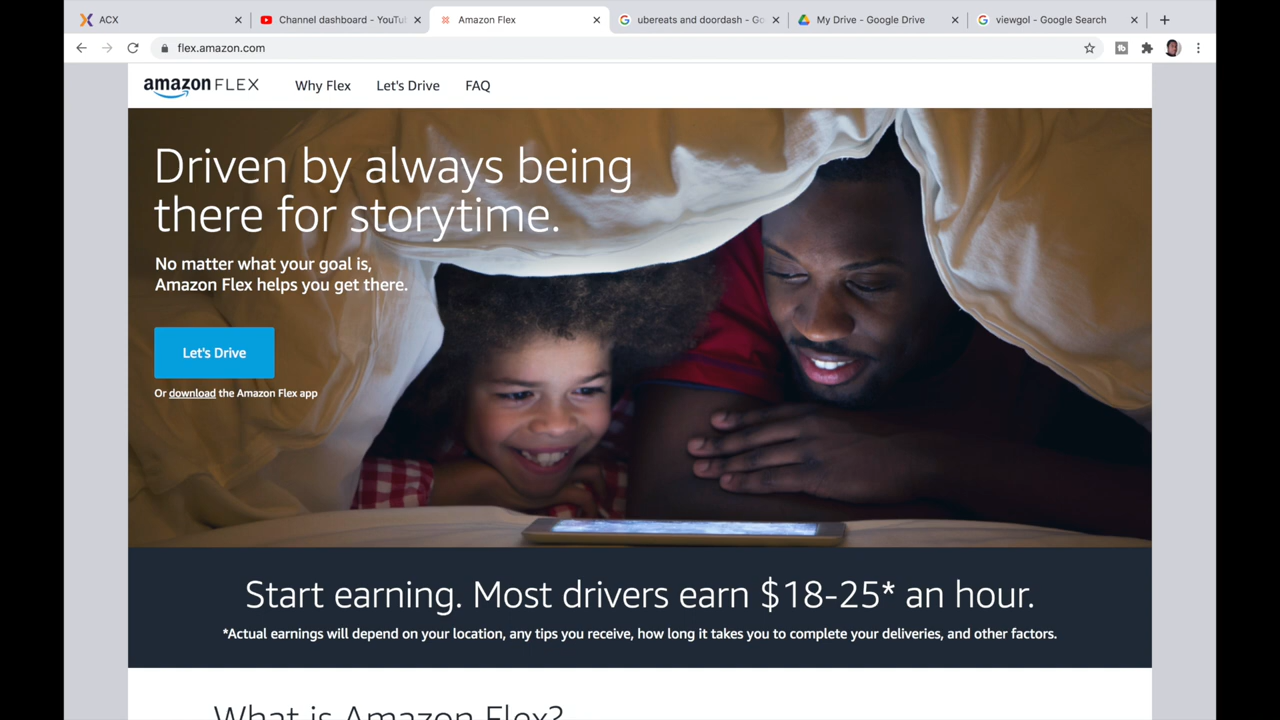 ACX
Channel dashboard - YouTu
Amazon Flex
ubereats and doordash - Go
My Drive - Google Drive
viewgol - Google Search
flex.amazon.com
amazon FLEX
Why Flex
Let's Drive
FAQ
Driven by always being
there for storytime.
No matter what your goal is,
Amazon Flex helps you get there.
Let's Drive
Or download the Amazon Flex app
Start earning. Most drivers earn $18-25* an hour.
*Actual earnings will depend on your location, any tips you receive, how long it takes you to complete your deliveries, and other factors.
What is Amazon Flex?